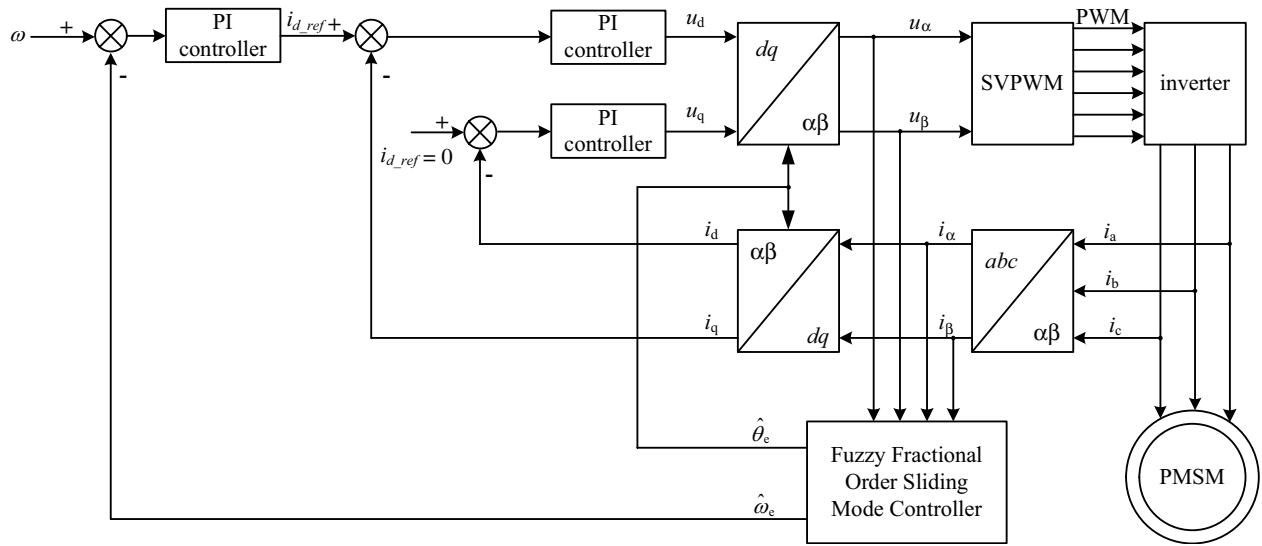 ω
+
-
PI
controller
i_d_ref +
-
PI
controller
u_d
dq
αβ
u_α
SVPWM
PWM
inverter
+
i_d_ref = 0
-
PI
controller
u_q
u_β
i_d
αβ
dq
i_α
abc
αβ
i_a
i_b
i_q
i_β
i_c
θ̂_e
ω̂_e
Fuzzy Fractional
Order Sliding
Mode Controller
PMSM